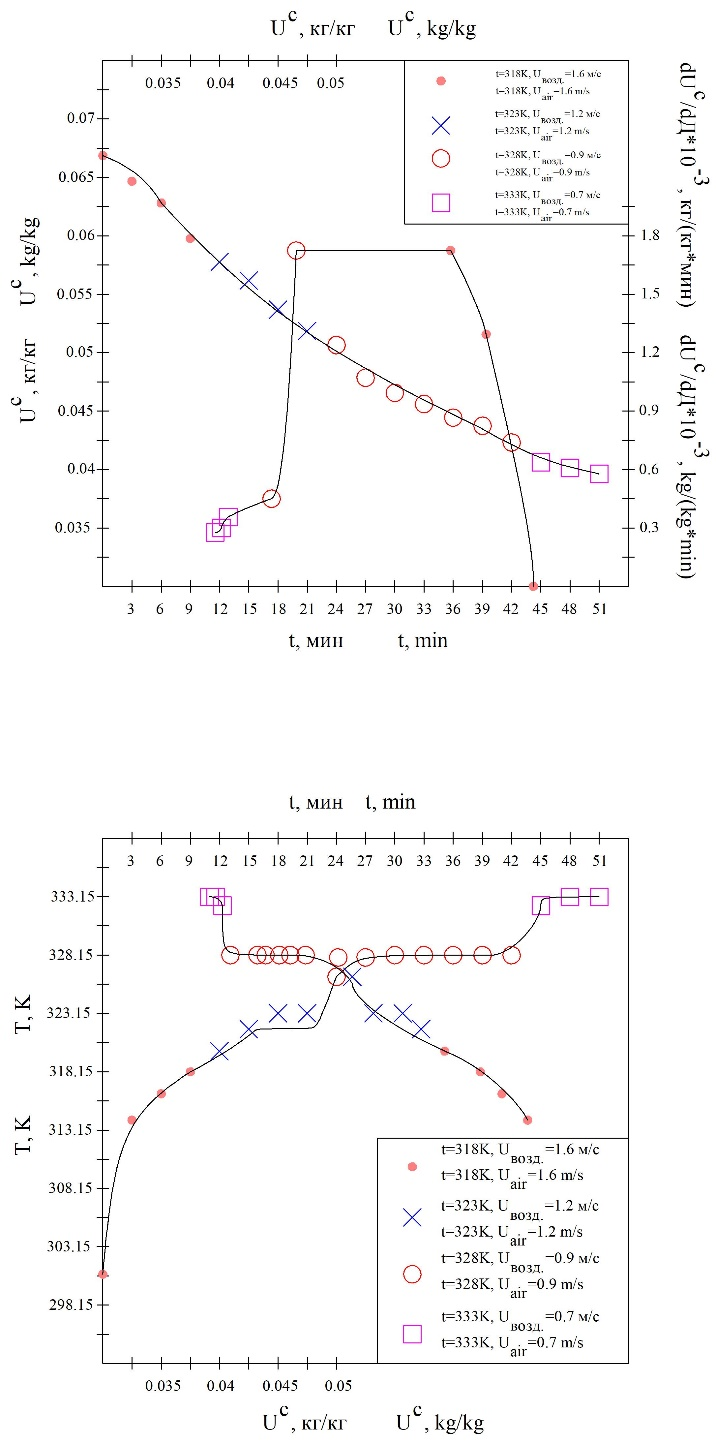 U^c, кг/кг U^c, kg/kg
0.035 0.04 0.045 0.05
t=318K, U_возд.=1.6 м/с
t=318K, U_air=1.6 m/s
t=323K, U_возд.=1.2 м/с
t=323K, U_air=1.2 m/s
t=328K, U_возд.=0.9 м/с
t=328K, U_air=0.9 m/s
t=333K, U_возд.=0.7 м/с
t=333K, U_air=0.7 m/s
0.07
0.065
0.06
0.055
0.05
0.045
0.04
0.035
U^c, кг/кг U^c, kg/kg
1.8
1.5
1.2
0.9
0.6
0.3
dU^c/dД*10^-3, кг/(кг*мин)
dU^c/dД*10^-3, kg/(kg*min)
3 6 9 12 15 18 21 24 27 30 33 36 39 42 45 48 51
t, мин t, min
t, мин t, min
3 6 9 12 15 18 21 24 27 30 33 36 39 42 45 48 51
333.15
328.15
323.15
318.15
313.15
308.15
303.15
298.15
T, K T, K
t=318K, U_возд.=1.6 м/с
t=318K, U_air=1.6 m/s
t=323K, U_возд.=1.2 м/с
t=323K, U_air=1.2 m/s
t=328K, U_возд.=0.9 м/с
t=328K, U_air=0.9 m/s
t=333K, U_возд.=0.7 м/с
t=333K, U_air=0.7 m/s
0.035 0.04 0.045 0.05
U^c, кг/кг U^c, kg/kg